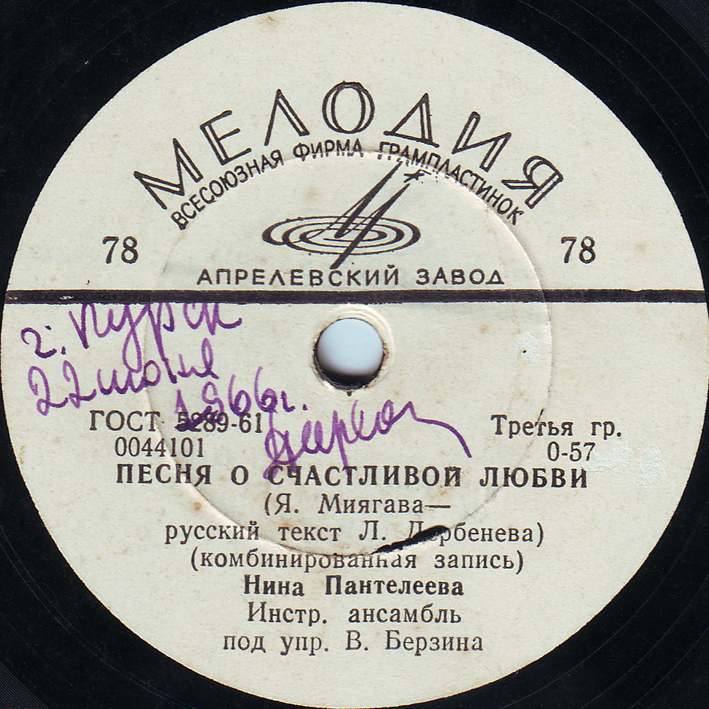 МЕЛОДИЯ
ВСЕСОЮЗНАЯ ФИРМА ГРАМПЛАСТИНОК
78 78
АПРЕЛЕВСКИЙ ЗАВОД
г. Курск
22 июня
1966г.
ГОСТ 5289-61 Третья гр.
0044101 0-57
ПЕСНЯ О СЧАСТЛИВОЙ ЛЮБВИ
(Я. Миягава—
русский текст Л. Дербенева)
(комбинированная запись)
Нина Пантелеева
Инстр. ансамбль
под упр. В. Берзина